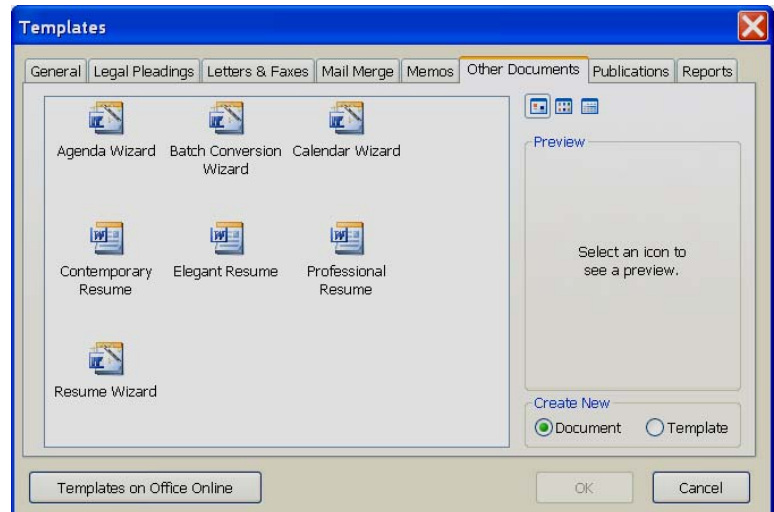 Templates
General Legal Pleadings Letters & Faxes Mail Merge Memos Other Documents Publications Reports
Agenda Wizard
Batch Conversion
Wizard
Calendar Wizard
Contemporary
Resume
Elegant Resume
Professional
Resume
Resume Wizard
Preview
Select an icon to
see a preview.
Create New
Document Template
Templates on Office Online
OK Cancel